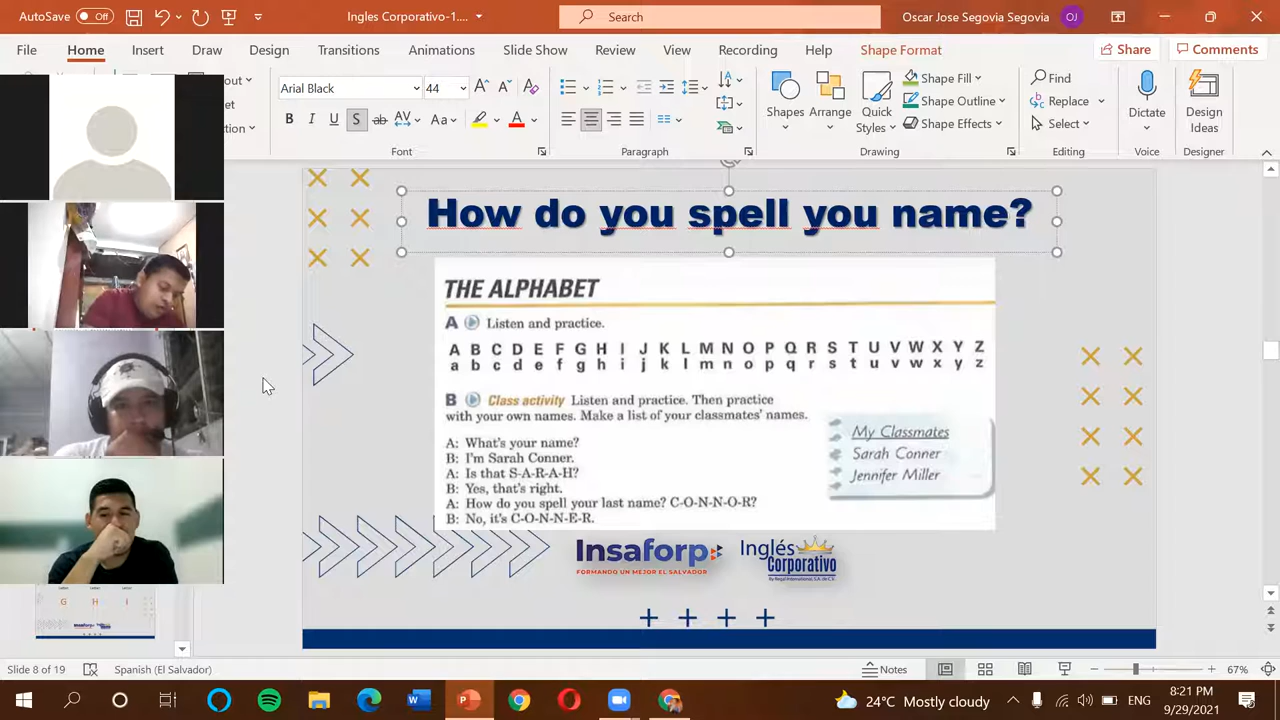 AutoSave Off
Ingles Corporativo-1....
Search
Oscar Jose Segovia Segovia OJ
File Home Insert Draw Design Transitions Animations Slide Show Review View Recording Help Shape Format
Share Comments
Arial Black 44
Shapes Arrange Quick Styles
Shape Fill
Shape Outline
Shape Effects
Find
Replace
Select
Dictate
Design Ideas
B I U S ab AV Aa A
Font Paragraph Drawing Editing Voice Designer
How do you spell you name?
THE ALPHABET
A Listen and practice.
A B C D E F G H I J K L M N O P Q R S T U V W X Y Z
a b c d e f g h i j k l m n o p q r s t u v w x y z
B Class activity Listen and practice. Then practice
with your own names. Make a list of your classmates' names.
A: What's your name?
B: I'm Sarah Conner.
A: Is that S-A-R-A-H?
B: Yes, that's right.
A: How do you spell your last name? C-O-N-N-O-R?
B: No, it's C-O-N-N-E-R.
My Classmates
Sarah Conner
Jennifer Miller
Insaforp
FORMANDO UN MEJOR EL SALVADOR
Inglés
Corporativo
By Regal International, S.A. de C.V.
G H I
Slide 8 of 19
Spanish (El Salvador)
Notes
67%
24°C Mostly cloudy
ENG
8:21 PM
9/29/2021